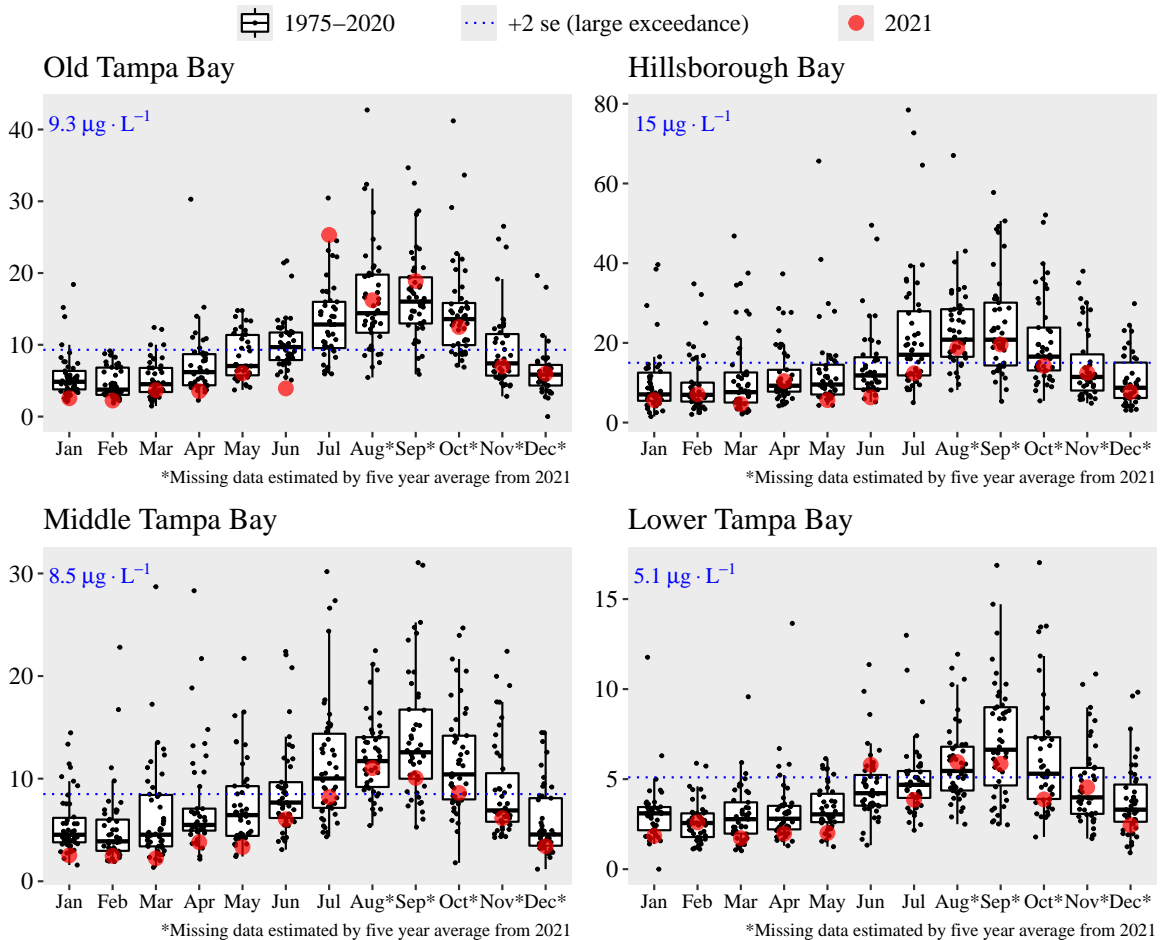 1975–2020 +2 se (large exceedance) 2021
Old Tampa Bay
9.3 μg · L⁻¹
40
30
20
10
0
Jan Feb Mar Apr May Jun Jul Aug* Sep* Oct* Nov* Dec*
*Missing data estimated by five year average from 2021
Hillsborough Bay
15 μg · L⁻¹
80
60
40
20
0
Jan Feb Mar Apr May Jun Jul Aug* Sep* Oct* Nov* Dec*
*Missing data estimated by five year average from 2021
Middle Tampa Bay
8.5 μg · L⁻¹
30
20
10
0
Jan Feb Mar Apr May Jun Jul Aug* Sep* Oct* Nov* Dec*
*Missing data estimated by five year average from 2021
Lower Tampa Bay
5.1 μg · L⁻¹
15
10
5
0
Jan Feb Mar Apr May Jun Jul Aug* Sep* Oct* Nov* Dec*
*Missing data estimated by five year average from 2021